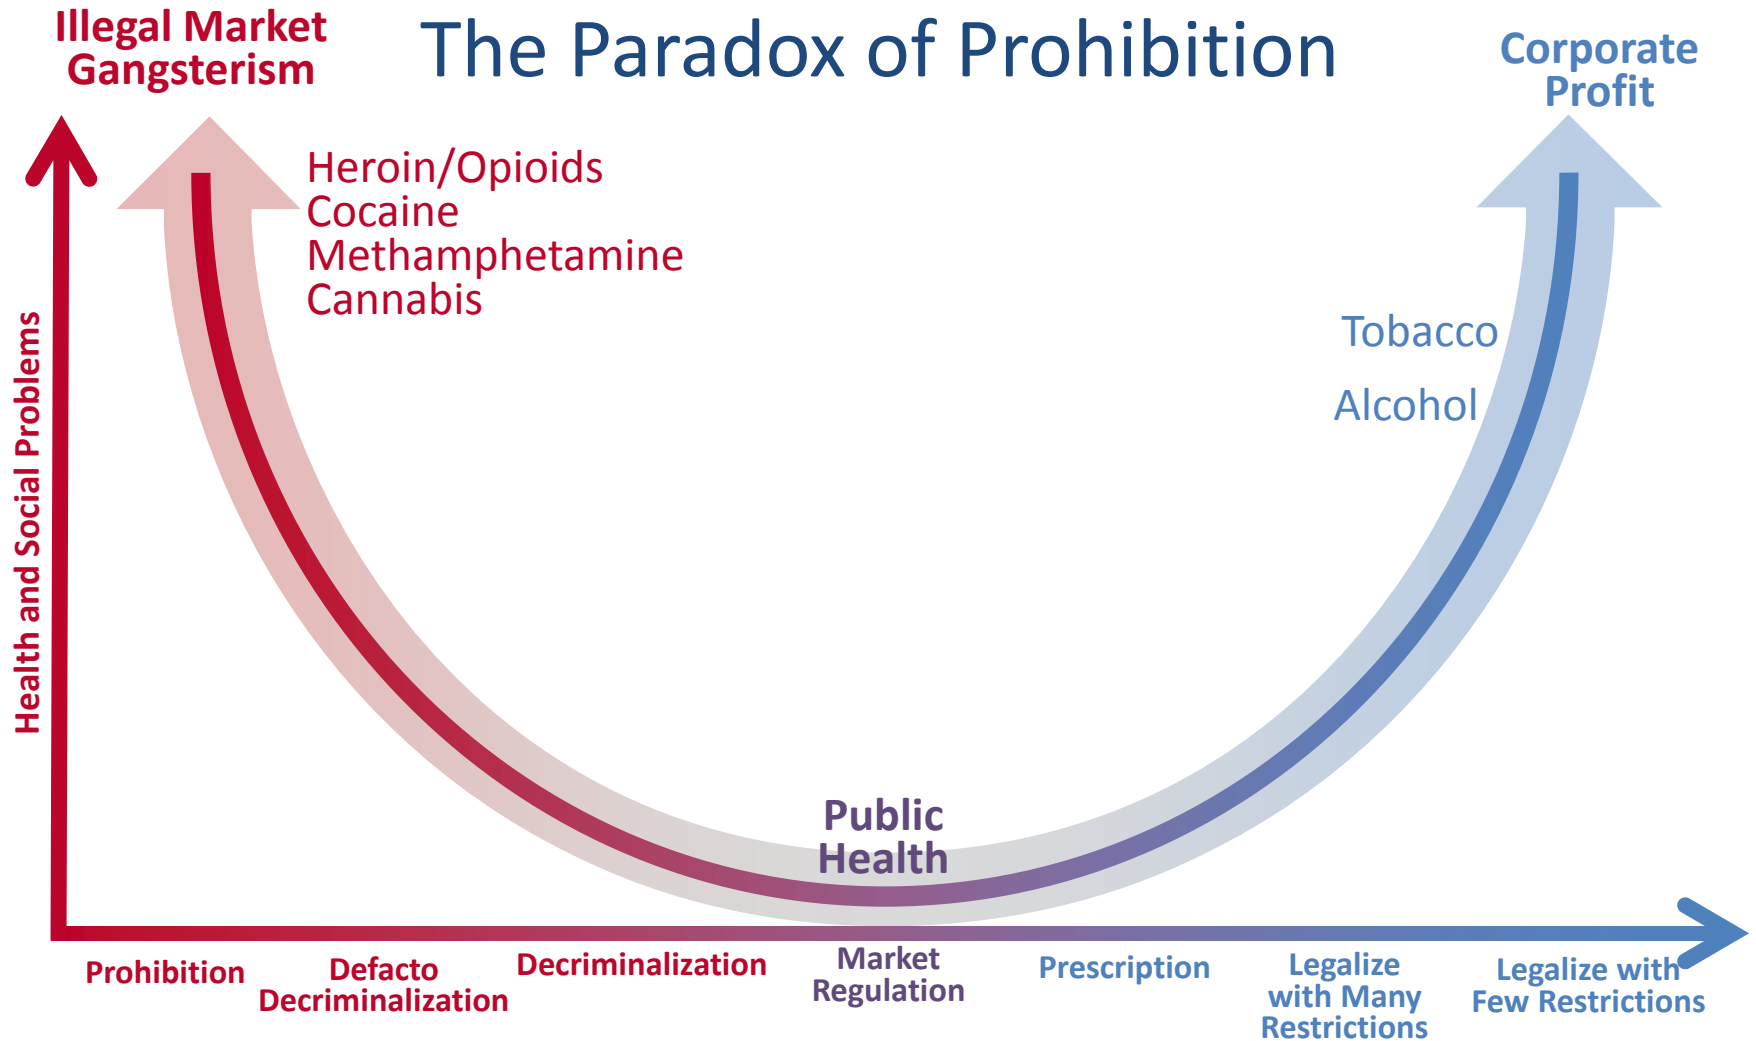 The Paradox of Prohibition
Illegal Market
Gangsterism
Corporate
Profit
Heroin/Opioids
Cocaine
Methamphetamine
Cannabis
Tobacco
Alcohol
Health and Social Problems
Public
Health
Prohibition
Defacto
Decriminalization
Decriminalization
Market
Regulation
Prescription
Legalize
with Many
Restrictions
Legalize with
Few Restrictions